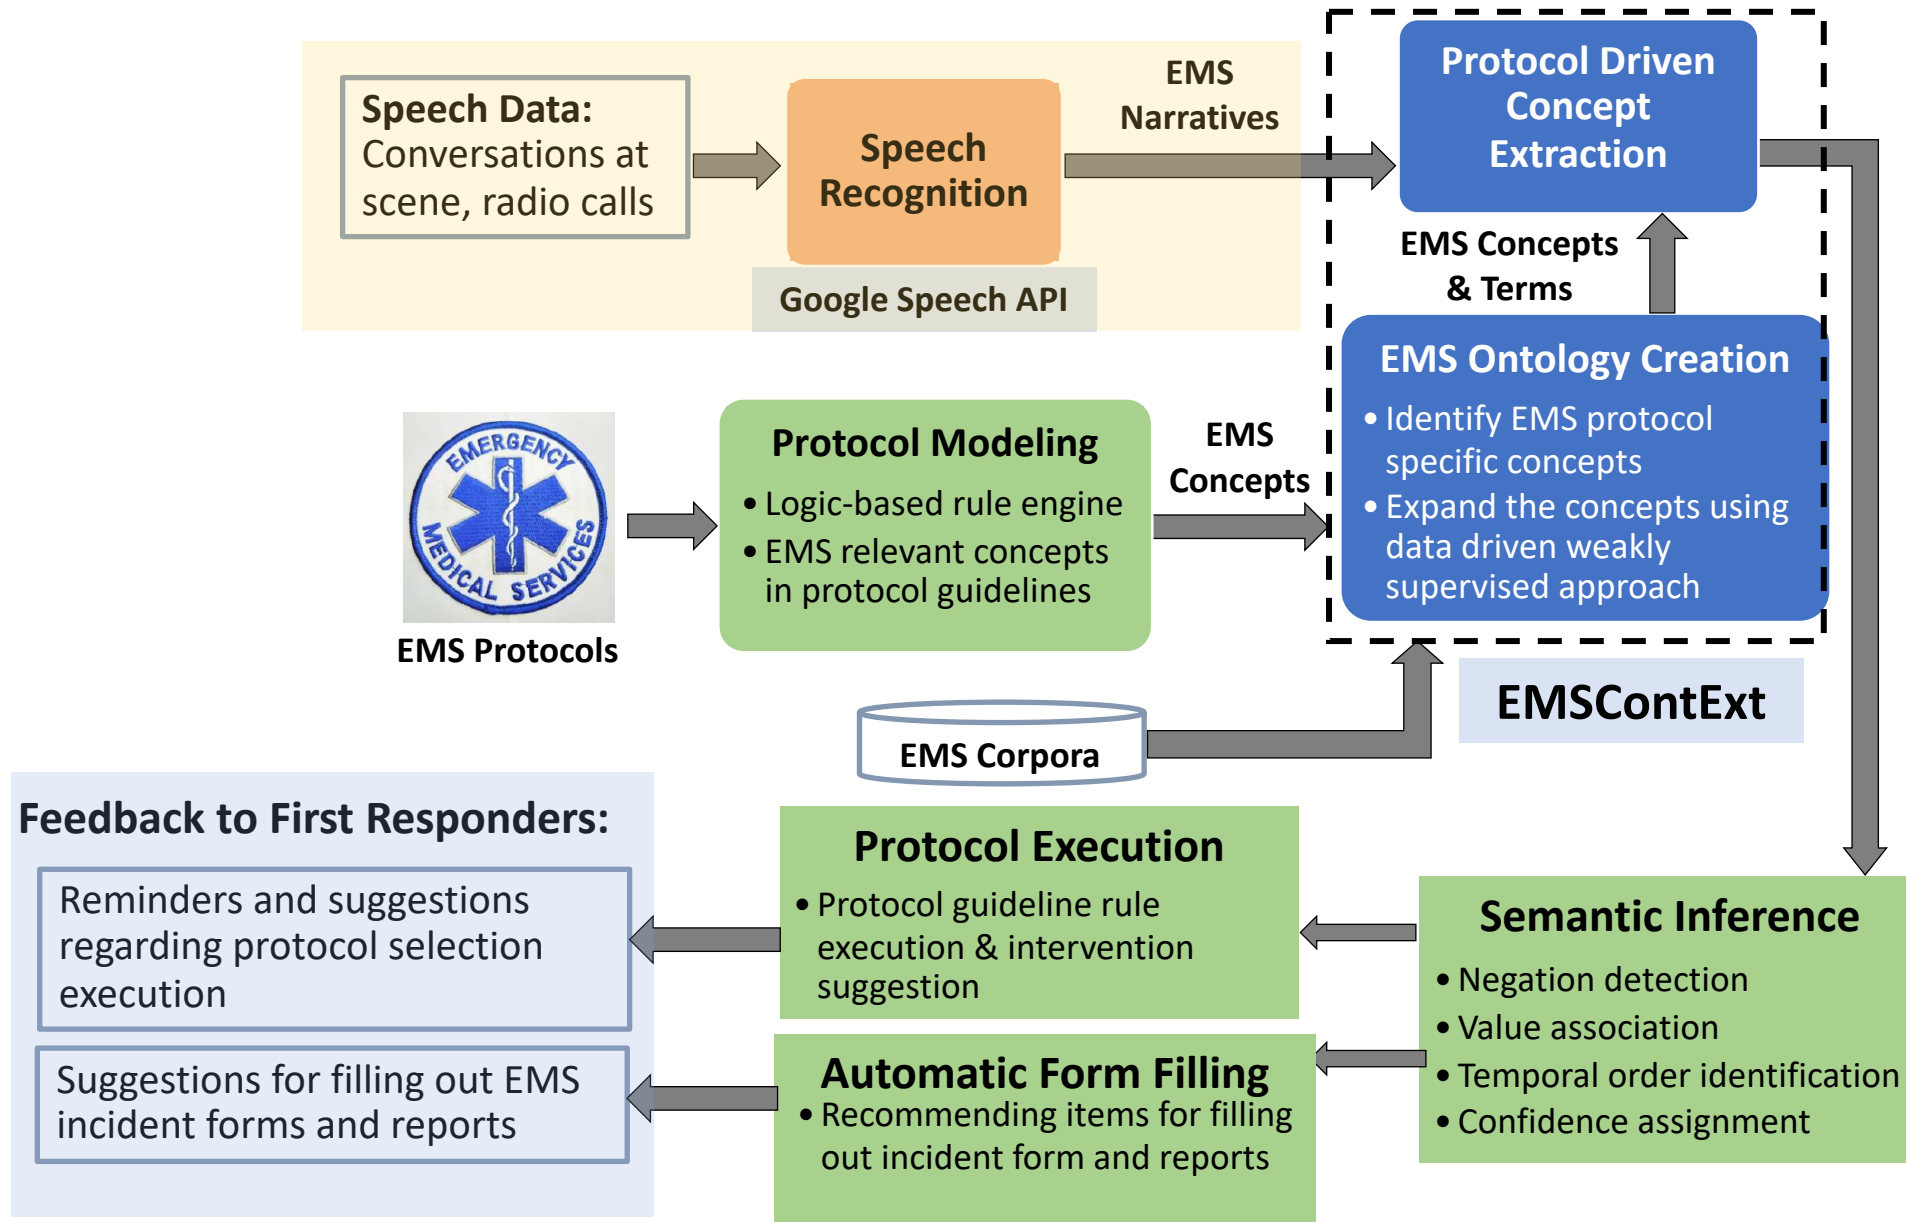 Speech Data:
Conversations at
scene, radio calls
Speech
Recognition
Google Speech API
EMS
Narratives
Protocol Driven
Concept
Extraction
EMS Concepts
& Terms
EMS Ontology Creation
• Identify EMS protocol
specific concepts
• Expand the concepts using
data driven weakly
supervised approach
EMERGENCY
MEDICAL SERVICES
EMS Protocols
Protocol Modeling
• Logic-based rule engine
• EMS relevant concepts
in protocol guidelines
EMS
Concepts
EMSContExt
EMS Corpora
Feedback to First Responders:
Reminders and suggestions
regarding protocol selection
execution
Suggestions for filling out EMS
incident forms and reports
Protocol Execution
• Protocol guideline rule
execution & intervention
suggestion
Automatic Form Filling
• Recommending items for filling
out incident form and reports
Semantic Inference
• Negation detection
• Value association
• Temporal order identification
• Confidence assignment